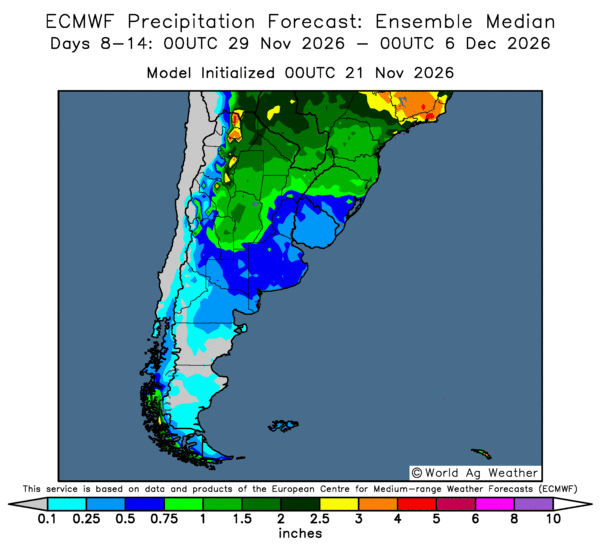 ECMWF Precipitation Forecast: Ensemble Median
Days 8–14: 00UTC 29 Nov 2026 – 00UTC 6 Dec 2026
Model Initialized 00UTC 21 Nov 2026
© World Ag Weather
This service is based on data and products of the European Centre for Medium-range Weather Forecasts (ECMWF)
0.1 0.25 0.5 0.75 1 1.5 2 2.5 3 4 5 6 8 10
inches